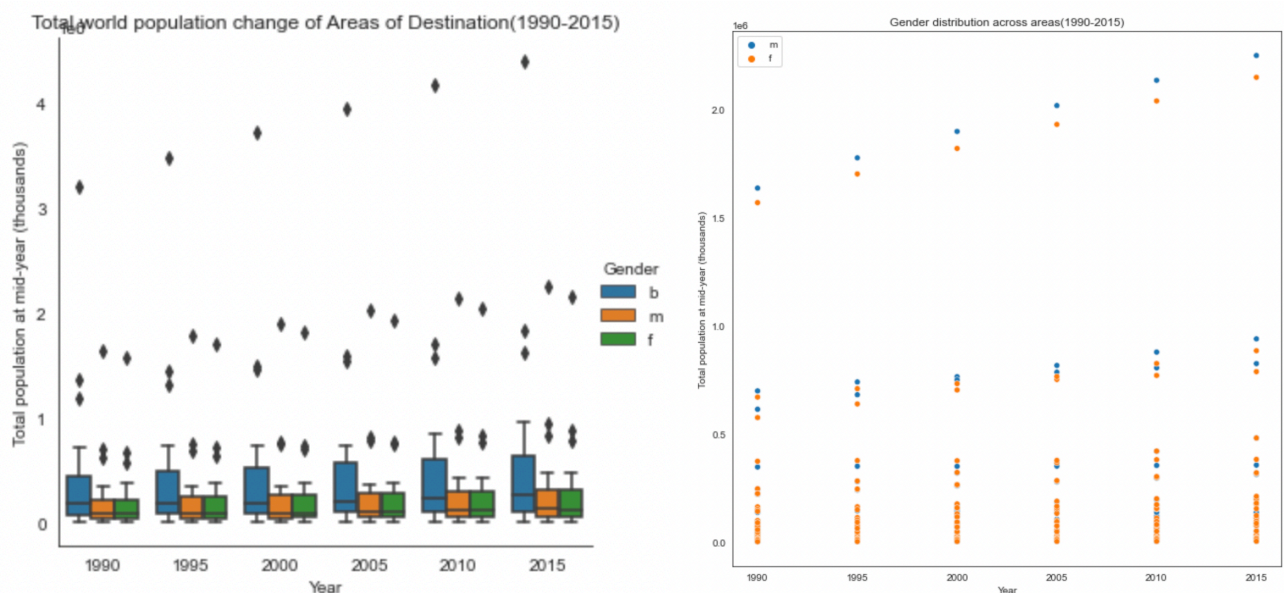 Total world population change of Areas of Destination(1990-2015)
Total population at mid-year (thousands)
4
3
2
1
0
1990 1995 2000 2005 2010 2015
Year
Gender
b
m
f
Gender distribution across areas(1990-2015)
1e6
m
f
Total population at mid-year (thousands)
2.0
1.5
1.0
0.5
0.0
1990 1995 2000 2005 2010 2015
Year